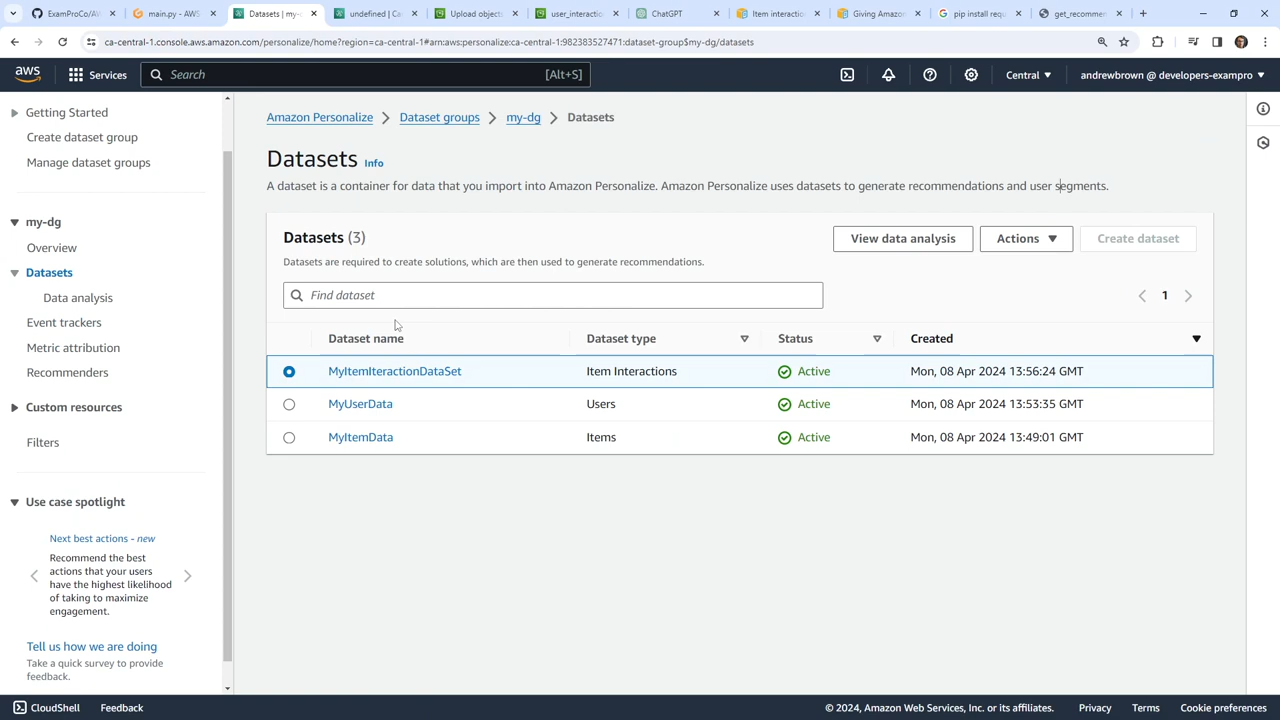 ExamProCo/AW
main.py - AWS
Datasets | my-d
undefined | Ca
Upload objects
user_interactio
ChatGPT
Item interactio
Giving Amazon
pip install requ
get_recommen
ca-central-1.console.aws.amazon.com/personalize/home?region=ca-central-1#arn:aws:personalize:ca-central-1:982383527471:dataset-group$my-dg/datasets
aws
Services
Search
[Alt+S]
Central
andrewbrown @ developers-exampro
Getting Started
Create dataset group
Manage dataset groups
my-dg
Overview
Datasets
Data analysis
Event trackers
Metric attribution
Recommenders
Custom resources
Filters
Use case spotlight
Next best actions - new
Recommend the best
actions that your users
have the highest likelihood
of taking to maximize
engagement.
Tell us how we are doing
Take a quick survey to provide
feedback.
Amazon Personalize
Dataset groups
my-dg
Datasets
Datasets Info
A dataset is a container for data that you import into Amazon Personalize. Amazon Personalize uses datasets to generate recommendations and user segments.
Datasets (3)
View data analysis
Actions
Create dataset
Datasets are required to create solutions, which are then used to generate recommendations.
Find dataset
1
Dataset name Dataset type Status Created
MyItemIteractionDataSet Item Interactions Active Mon, 08 Apr 2024 13:56:24 GMT
MyUserData Users Active Mon, 08 Apr 2024 13:53:35 GMT
MyItemData Items Active Mon, 08 Apr 2024 13:49:01 GMT
CloudShell
Feedback
© 2024, Amazon Web Services, Inc. or its affiliates.
Privacy
Terms
Cookie preferences